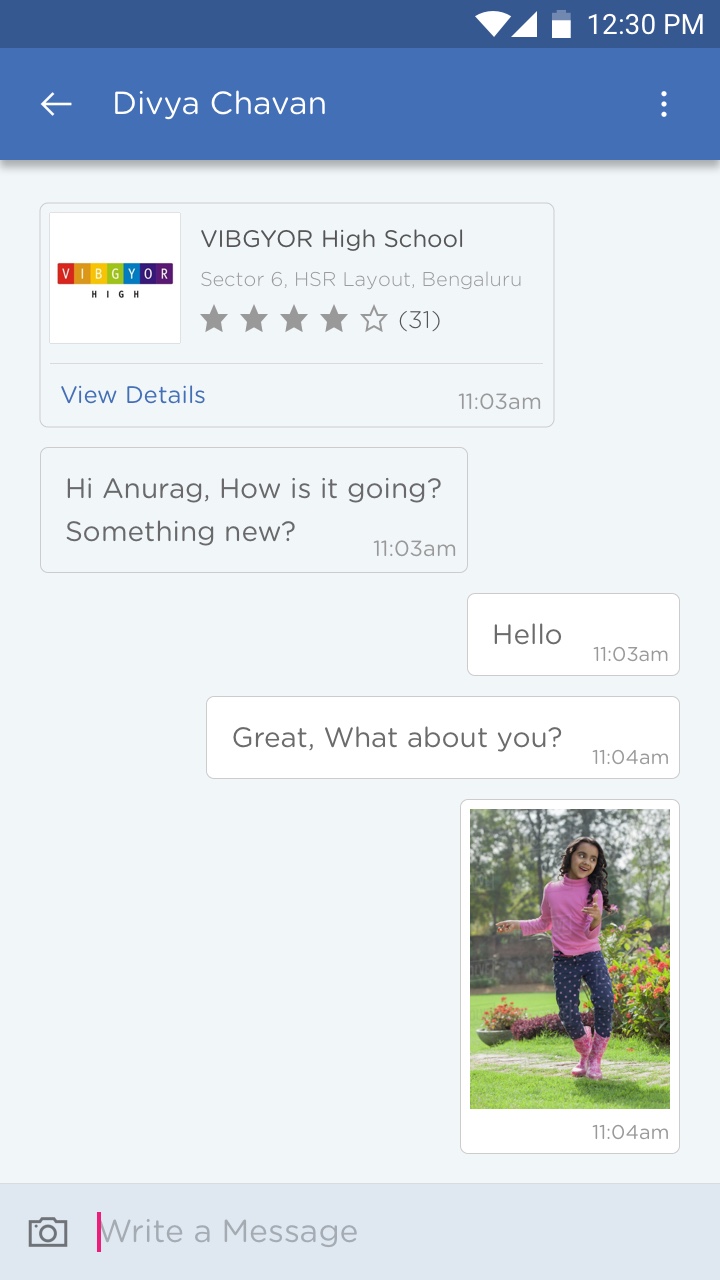 12:30 PM
Divya Chavan
VIBGYOR
HIGH
VIBGYOR High School
Sector 6, HSR Layout, Bengaluru
(31)
View Details
11:03am
Hi Anurag, How is it going?
Something new?
11:03am
Hello
11:03am
Great, What about you?
11:04am
11:04am
Write a Message